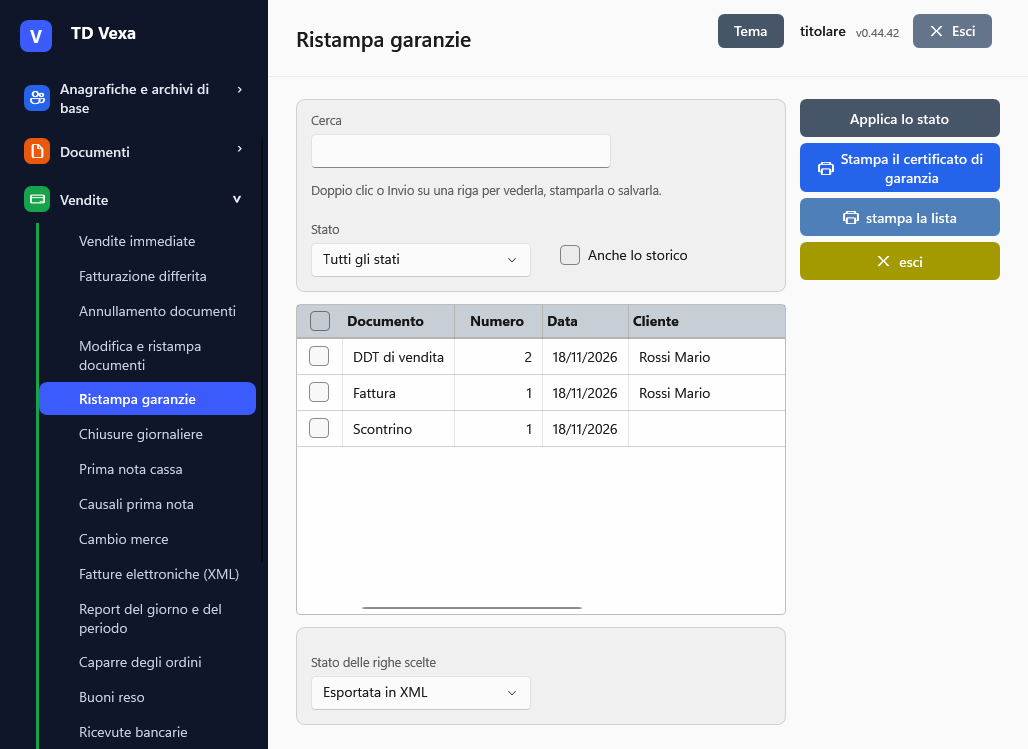 V
TD Vexa
Anagrafiche e archivi di
base
Documenti
Vendite
Vendite immediate
Fatturazione differita
Annullamento documenti
Modifica e ristampa
documenti
Ristampa garanzie
Chiusure giornaliere
Prima nota cassa
Causali prima nota
Cambio merce
Fatture elettroniche (XML)
Report del giorno e del
periodo
Caparre degli ordini
Buoni reso
Ricevute bancarie
Ristampa garanzie
Tema
titolare
v0.44.42
Esci
Cerca
Doppio clic o Invio su una riga per vederla, stamparla o salvarla.
Stato
Tutti gli stati
Anche lo storico
Documento Numero Data Cliente
DDT di vendita 2 18/11/2026 Rossi Mario
Fattura 1 18/11/2026 Rossi Mario
Scontrino 1 18/11/2026
Stato delle righe scelte
Esportata in XML
Applica lo stato
Stampa il certificato di
garanzia
stampa la lista
esci